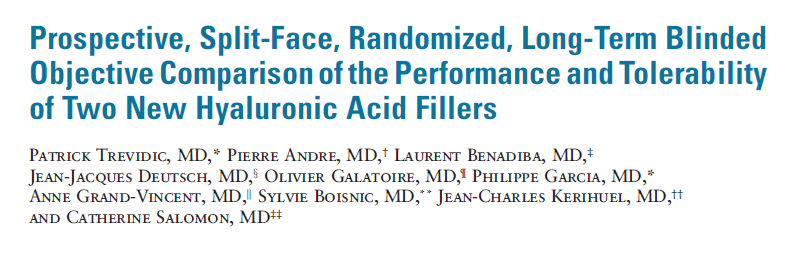 Prospective, Split-Face, Randomized, Long-Term Blinded
Objective Comparison of the Performance and Tolerability
of Two New Hyaluronic Acid Fillers
PATRICK TREVIDIC, MD,* PIERRE ANDRE, MD,† LAURENT BENADIBA, MD,‡
JEAN-JACQUES DEUTSCH, MD,§ OLIVIER GALATOIRE, MD,¶ PHILIPPE GARCIA, MD,*
ANNE GRAND-VINCENT, MD,‖ SYLVIE BOISNIC, MD,** JEAN-CHARLES KERIHUEL, MD,††
AND CATHERINE SALOMON, MD‡‡